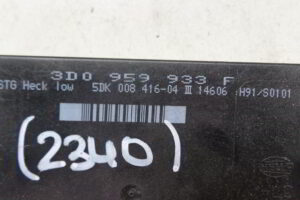 3D0 959 933 F
STG Heck low 5DK 008 416-04 III 14606 H91/S0101
(2340)